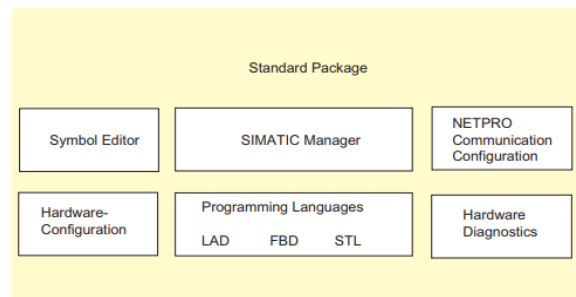 Standard Package
Symbol Editor
SIMATIC Manager
NETPRO
Communication
Configuration
Hardware-
Configuration
Programming Languages
LAD FBD STL
Hardware
Diagnostics